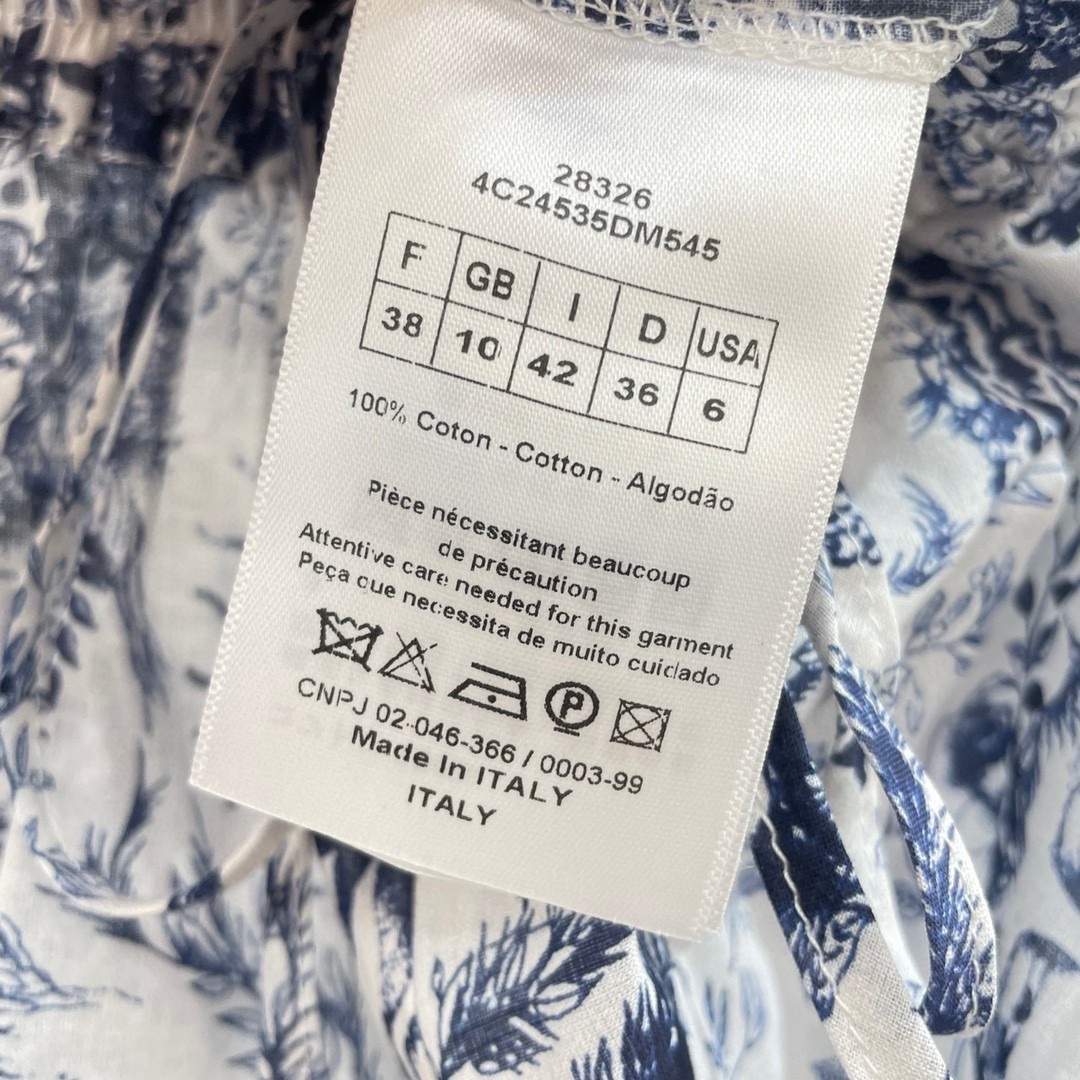 28326
4C24535DM545
F GB I D USA
38 10 42 36 6
100% Coton - Cotton - Algodão
Pièce nécessitant beaucoup
de précaution
Attentive care needed for this garment
Peça que necessita de muito cuidado
P
CNPJ 02.046-366 / 0003-99
Made In ITALY
ITALY